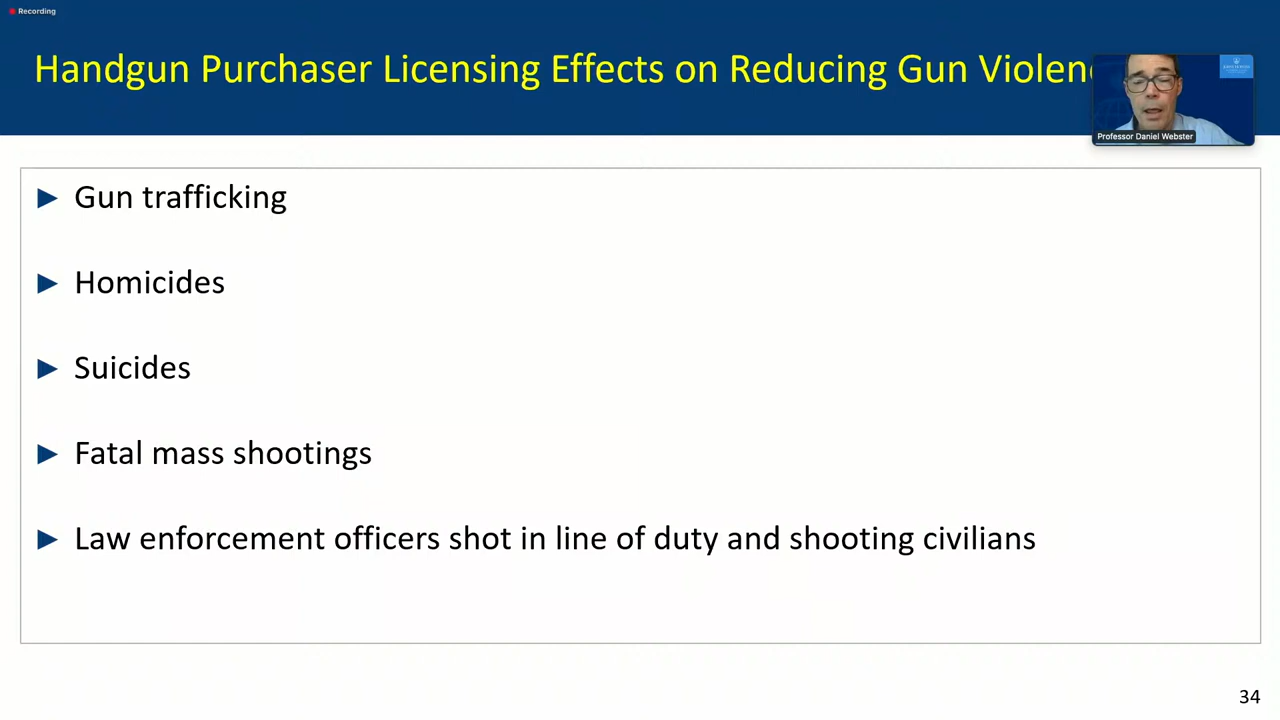 Recording
Handgun Purchaser Licensing Effects on Reducing Gun Violenc
Professor Daniel Webster
► Gun trafficking
► Homicides
► Suicides
► Fatal mass shootings
► Law enforcement officers shot in line of duty and shooting civilians
34